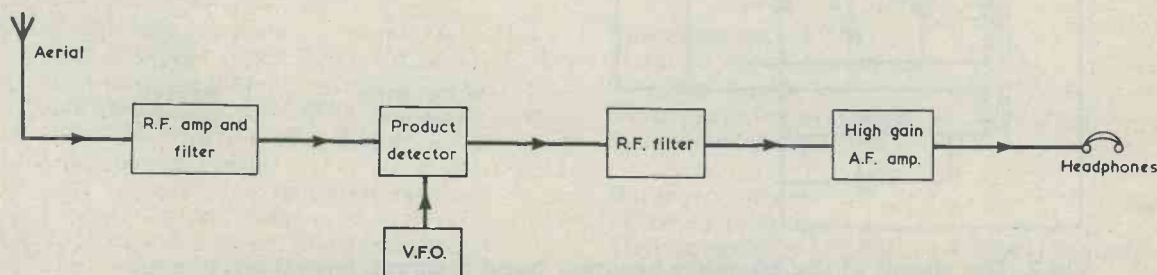 Aerial
R.F. amp and
filter
Product
detector
R.F. filter
High gain
A.F. amp.
Headphones
V.F.O.